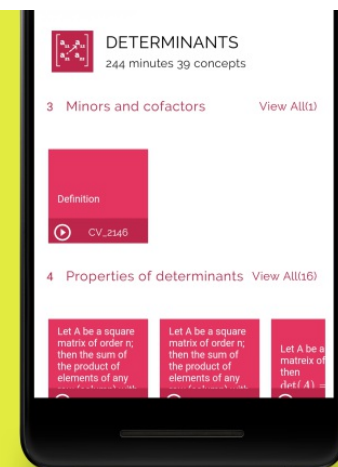 DETERMINANTS
244 minutes 39 concepts
3 Minors and cofactors View All(1)
Definition
CV_2146
4 Properties of determinants View All(16)
Let A be a square
matrix of order n;
then the sum of
the product of
elements of any
Let A be a square
matrix of order n;
then the sum of
the product of
elements of any
Let A be a
matreix of
then
det(A) =